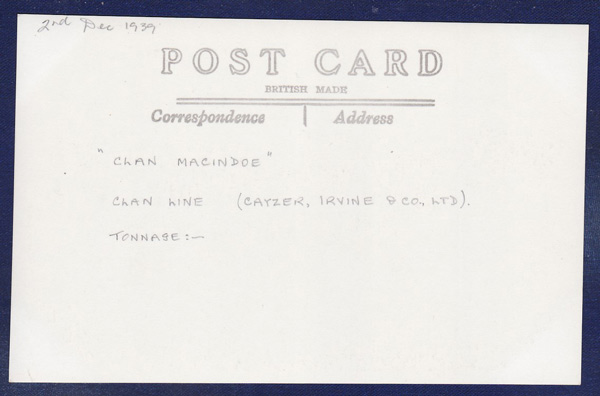 2nd Dec 1939
POST CARD
BRITISH MADE
Correspondence | Address
"CLAN MACINDOE"
CLAN LINE (CAYZER, IRVINE & CO., LTD).
TONNAGE:—